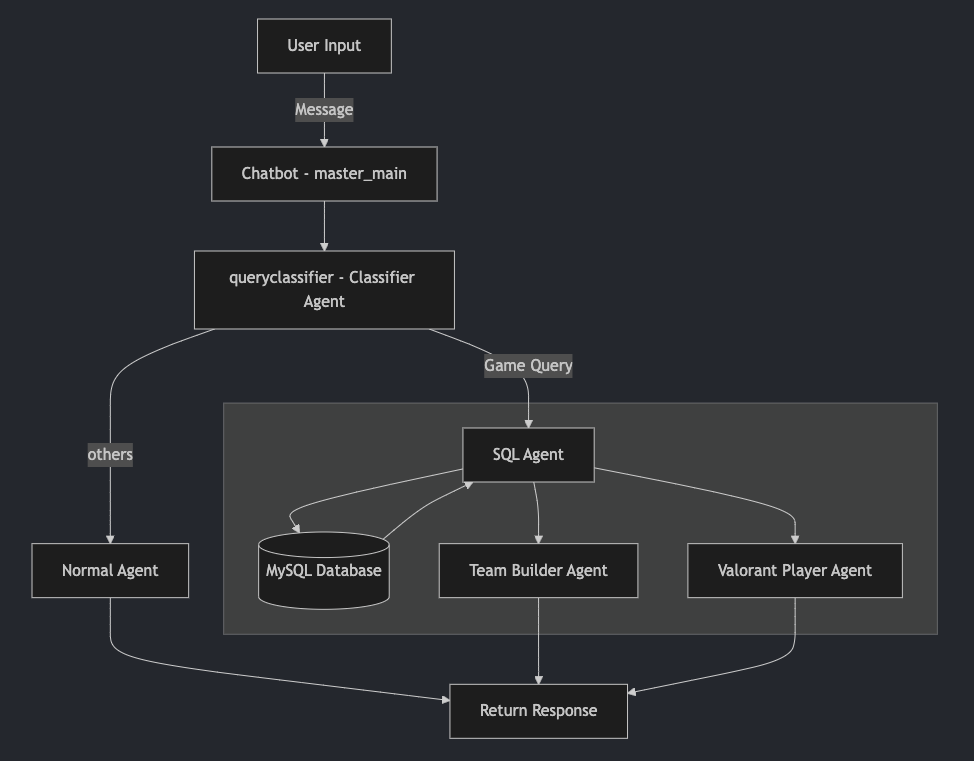 User Input
Message
Chatbot - master_main
queryclassifier - Classifier
Agent
Game Query
others
SQL Agent
Normal Agent
MySQL Database
Team Builder Agent
Valorant Player Agent
Return Response